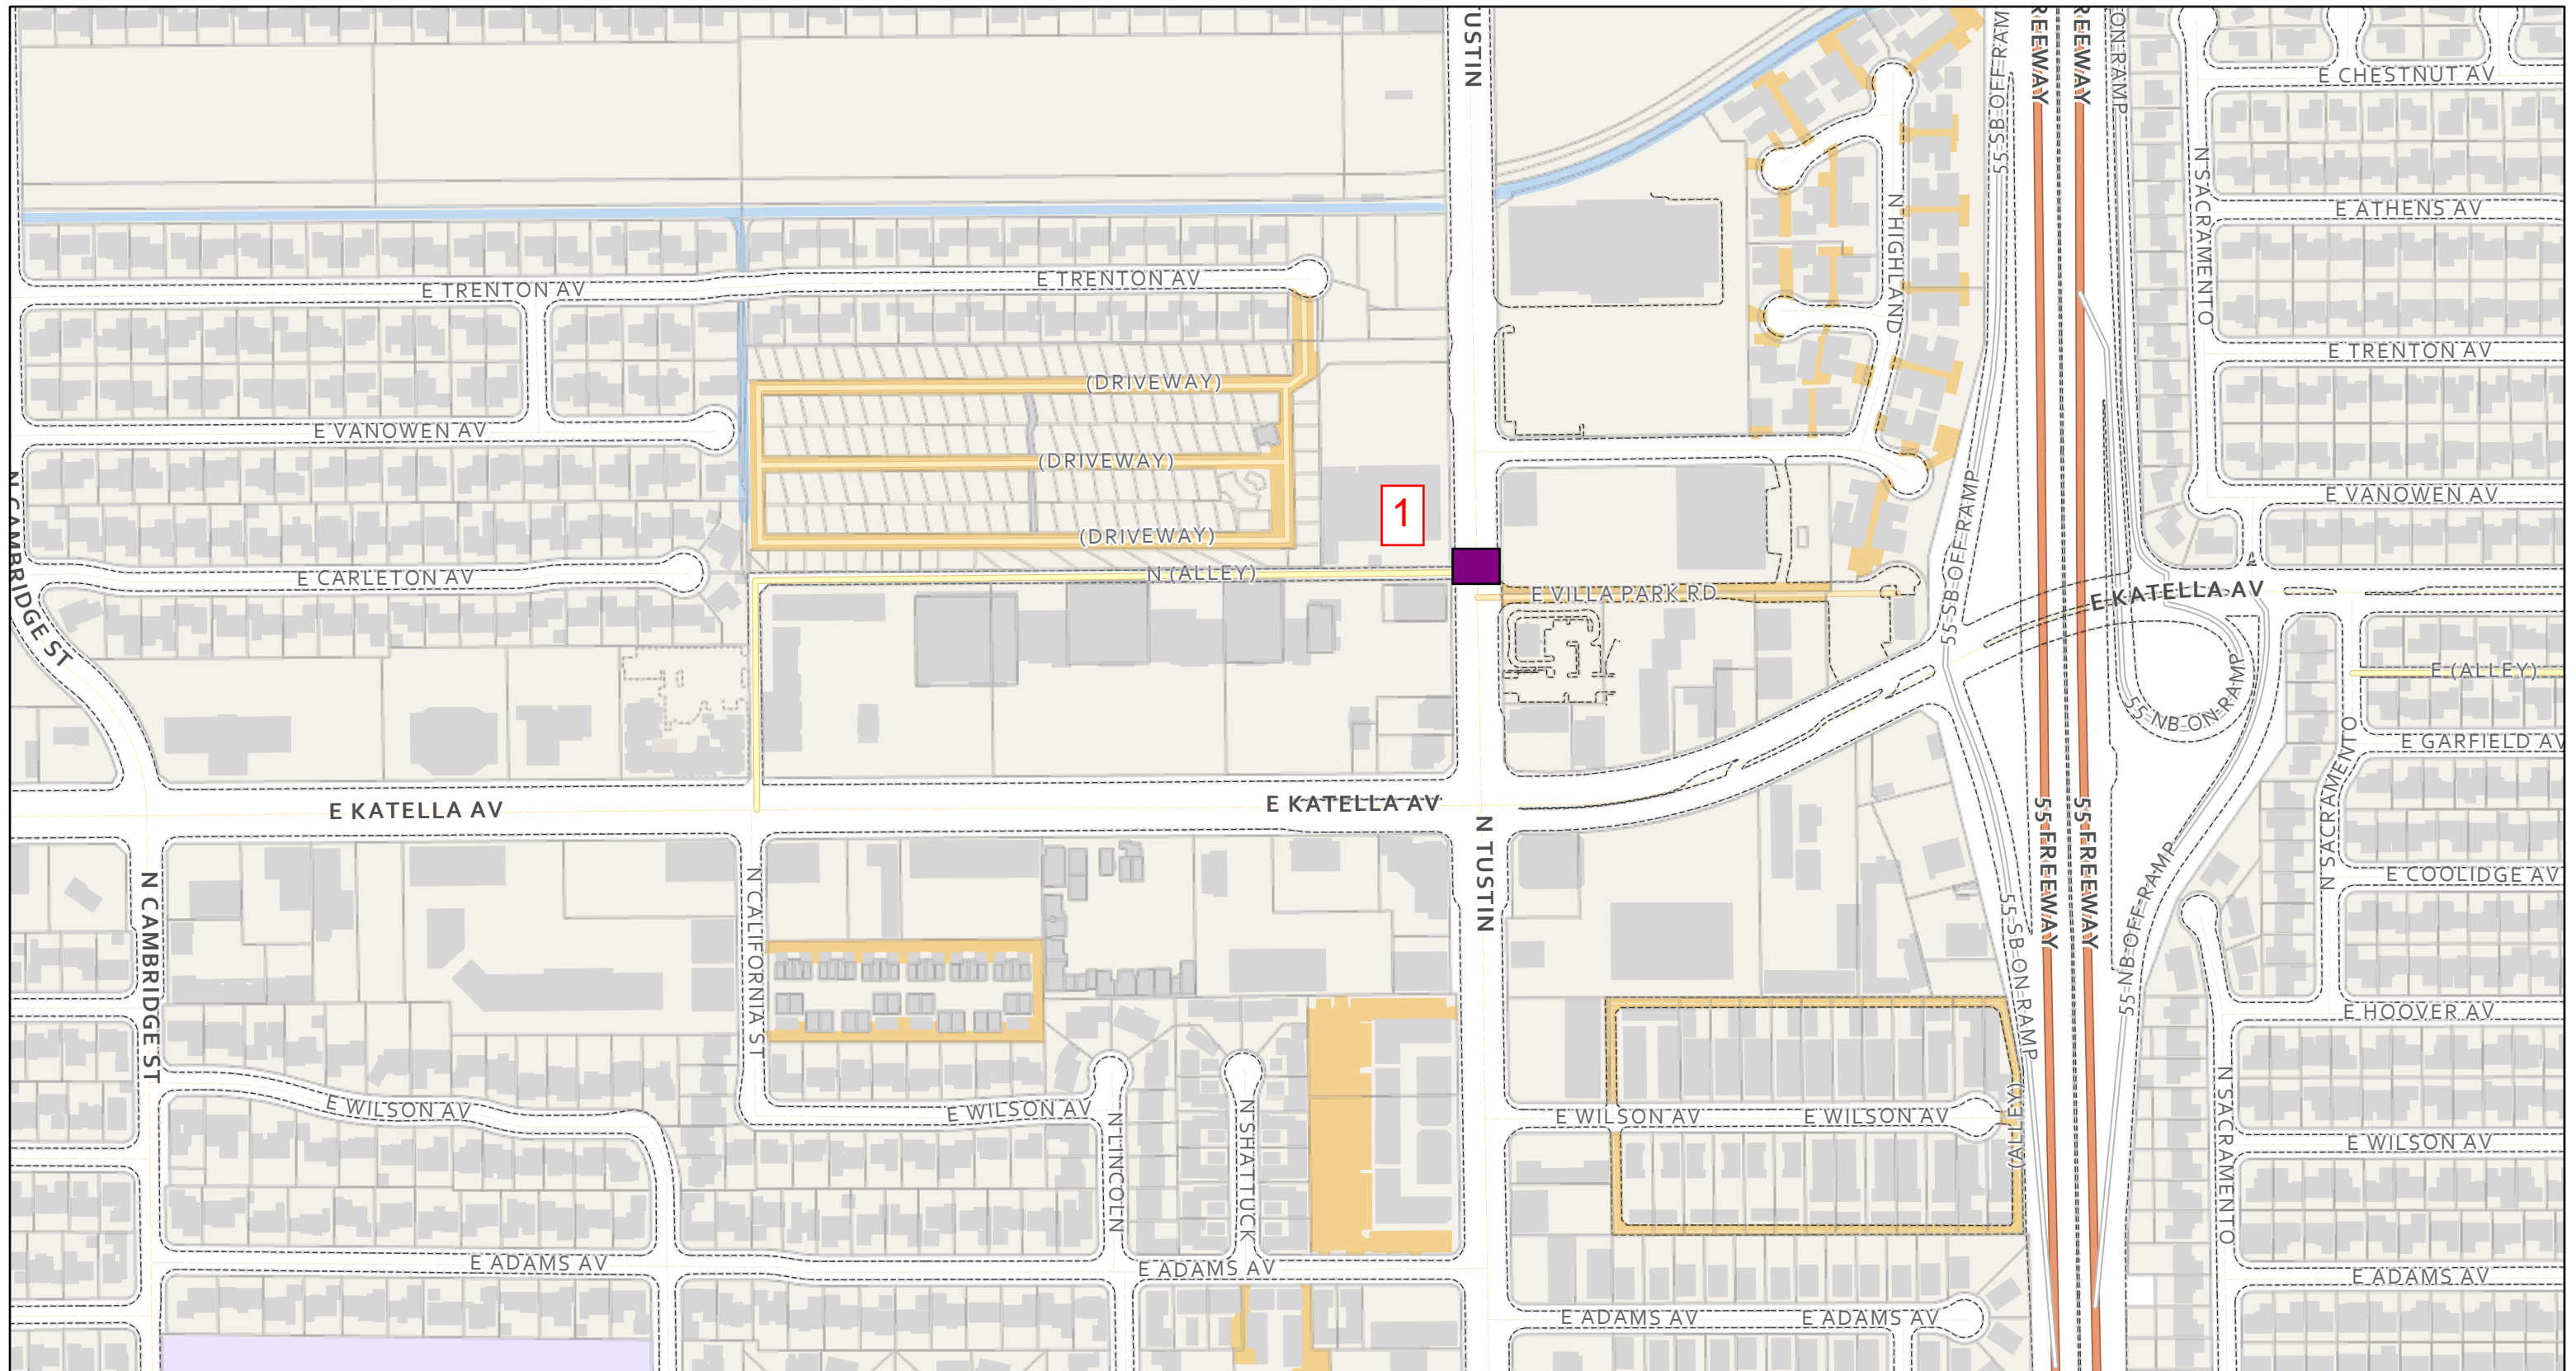 TUSTIN
55 SB OFF RAM
REEWAY
REEWAY
ON RAMP
E CHESTNUT AV
N SACRAMENTO
E ATHENS AV
N HIGHLAND
E TRENTON AV
E TRENTON AV
E TRENTON AV
(DRIVEWAY)
E VANOWEN AV
(DRIVEWAY)
E VANOWEN AV
N CAMBRIDGE ST
1
55 SB OFF RAMP
(DRIVEWAY)
E CARLETON AV
N (ALLEY)
E VILLA PARK RD
E KATELLA AV
E (ALLEY)
55 NB ON RAMP
E GARFIELD AV
N SACRAMENTO
E KATELLA AV
E KATELLA AV
N TUSTIN
55 FREEWAY
55 FREEWAY
E COOLIDGE AV
N CAMBRIDGE ST
N CALIFORNIA ST
55 SB ON RAMP
55 NB OFF RAMP
E HOOVER AV
E WILSON AV
E WILSON AV
E WILSON AV
E WILSON AV
(ALLEY)
N SACRAMENTO
E WILSON AV
N LINCOLN
N SHATTUCK
E ADAMS AV
E ADAMS AV
E ADAMS AV
E ADAMS AV
E ADAMS AV